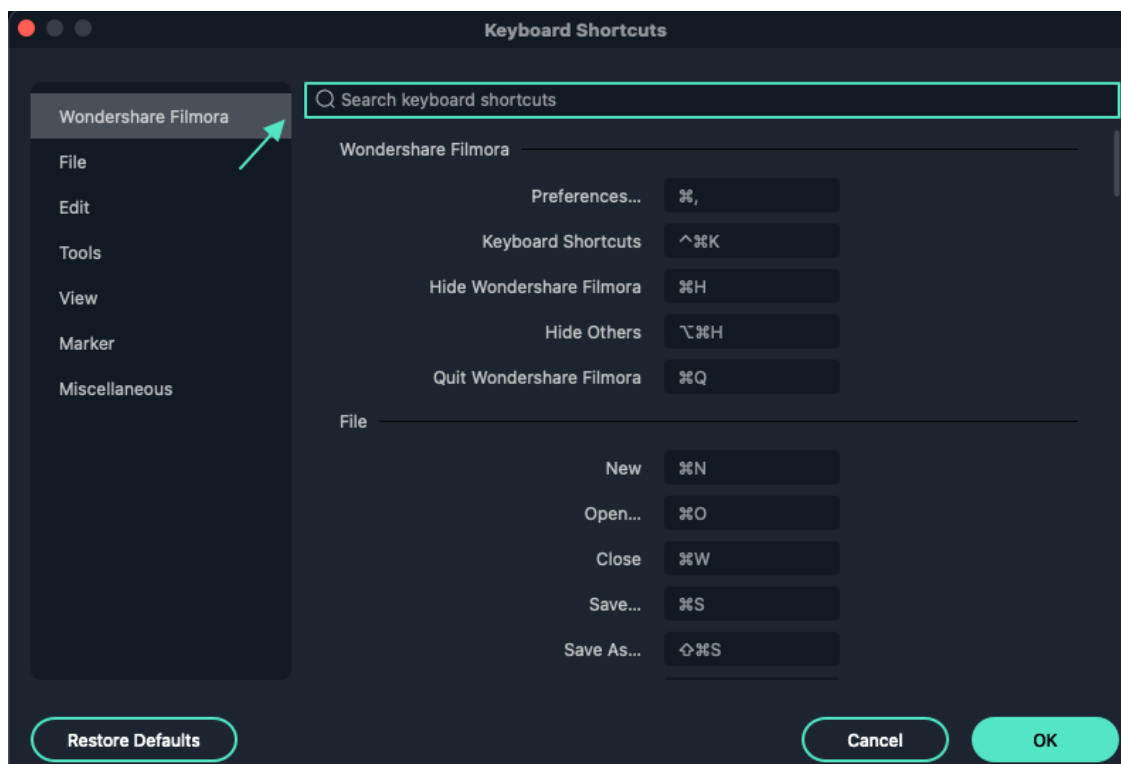 Keyboard Shortcuts
Wondershare Filmora
File
Edit
Tools
View
Marker
Miscellaneous
Search keyboard shortcuts
Wondershare Filmora
Preferences... ⌘,
Keyboard Shortcuts ^⌘K
Hide Wondershare Filmora ⌘H
Hide Others ⌥⌘H
Quit Wondershare Filmora ⌘Q
File
New ⌘N
Open... ⌘O
Close ⌘W
Save... ⌘S
Save As... ⇧⌘S
Restore Defaults
Cancel
OK